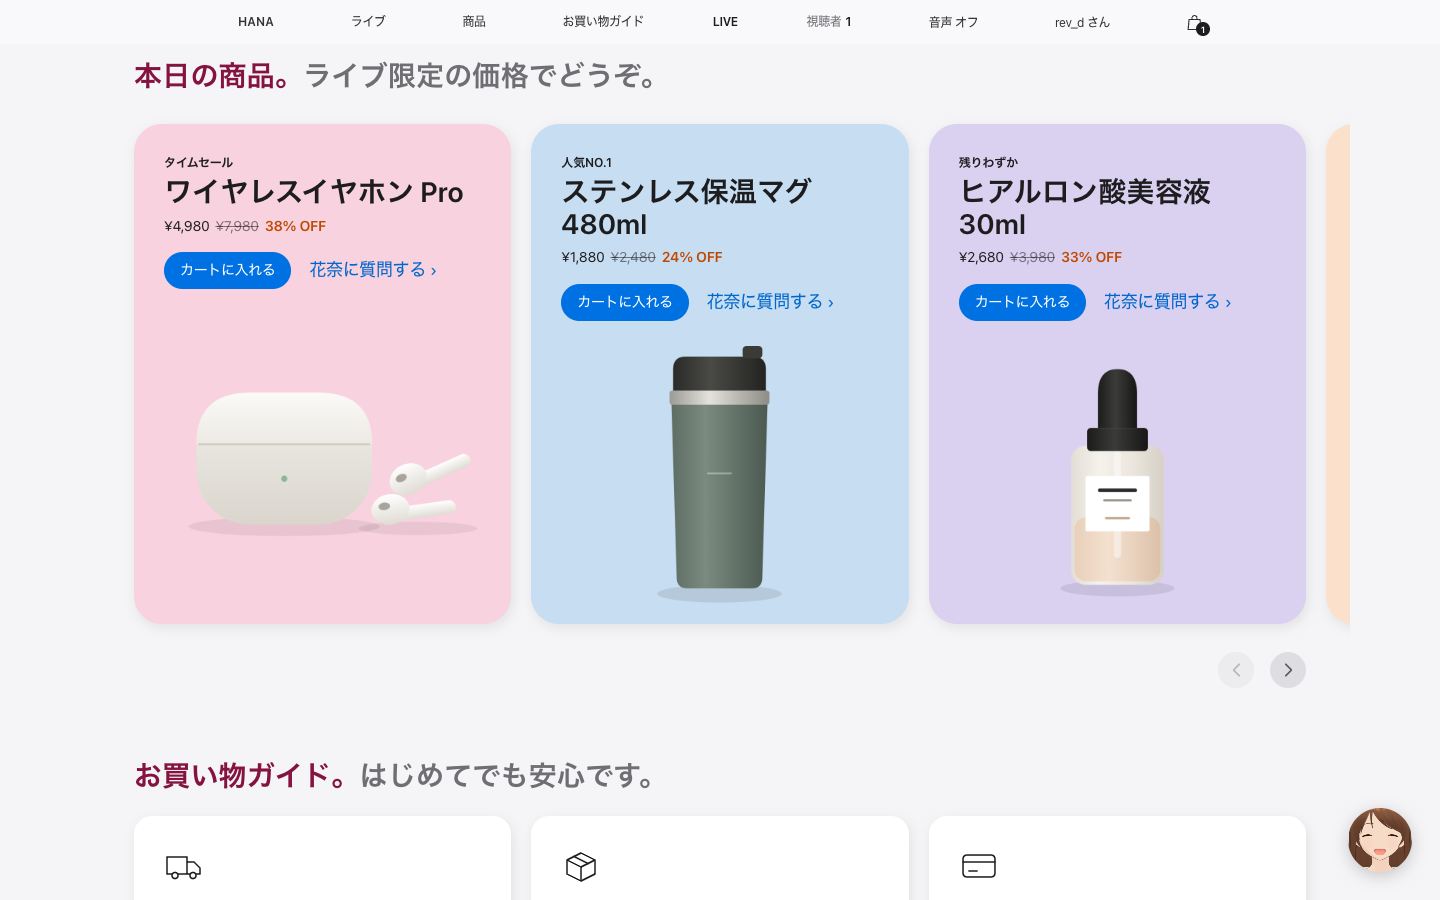 HANA
ライブ
商品
お買い物ガイド
LIVE
視聴者 1
音声 オフ
rev_d さん
1
本日の商品。ライブ限定の価格でどうぞ。
タイムセール
ワイヤレスイヤホン Pro
¥4,980 ¥7,980 38% OFF
カートに入れる
花奈に質問する ›
人気NO.1
ステンレス保温マグ
480ml
¥1,880 ¥2,480 24% OFF
カートに入れる
花奈に質問する ›
残りわずか
ヒアルロン酸美容液
30ml
¥2,680 ¥3,980 33% OFF
カートに入れる
花奈に質問する ›
お買い物ガイド。はじめてでも安心です。